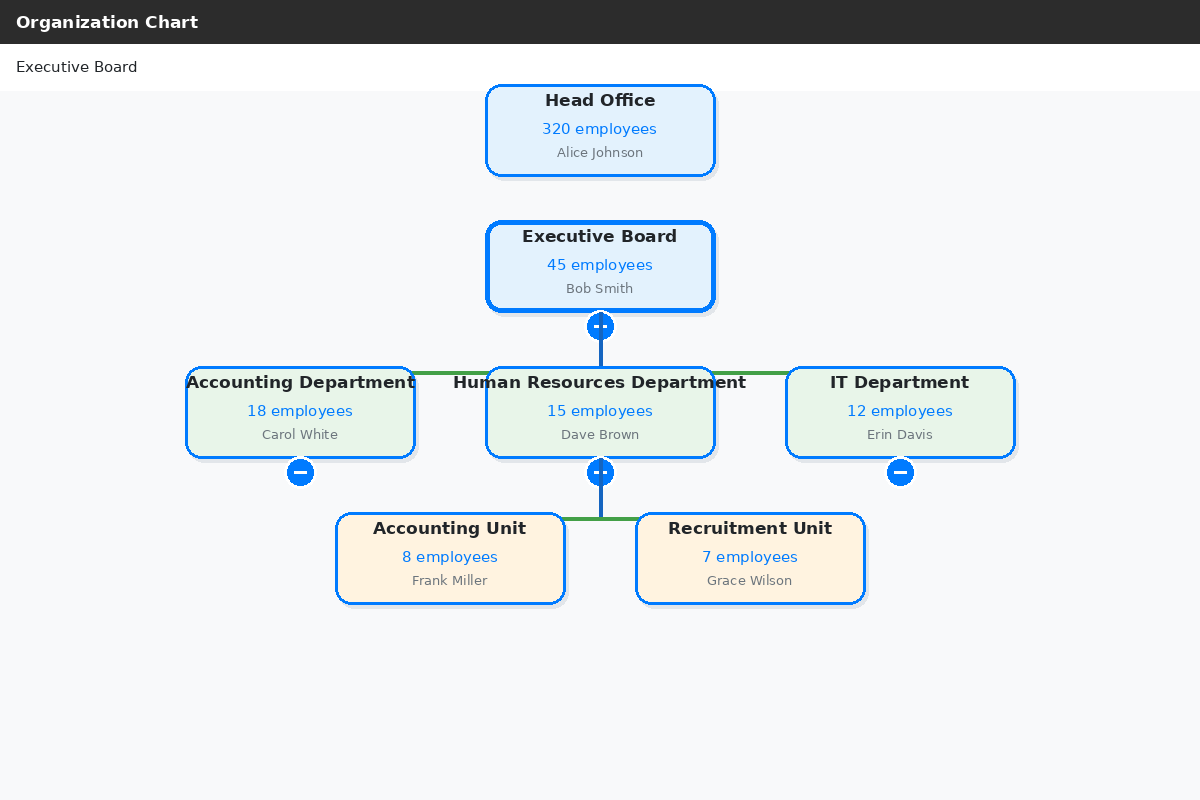 Organization Chart
Executive Board
Head Office
320 employees
Alice Johnson
Executive Board
45 employees
Bob Smith
Accounting Department
18 employees
Carol White
Human Resources Department
15 employees
Dave Brown
IT Department
12 employees
Erin Davis
Accounting Unit
8 employees
Frank Miller
Recruitment Unit
7 employees
Grace Wilson